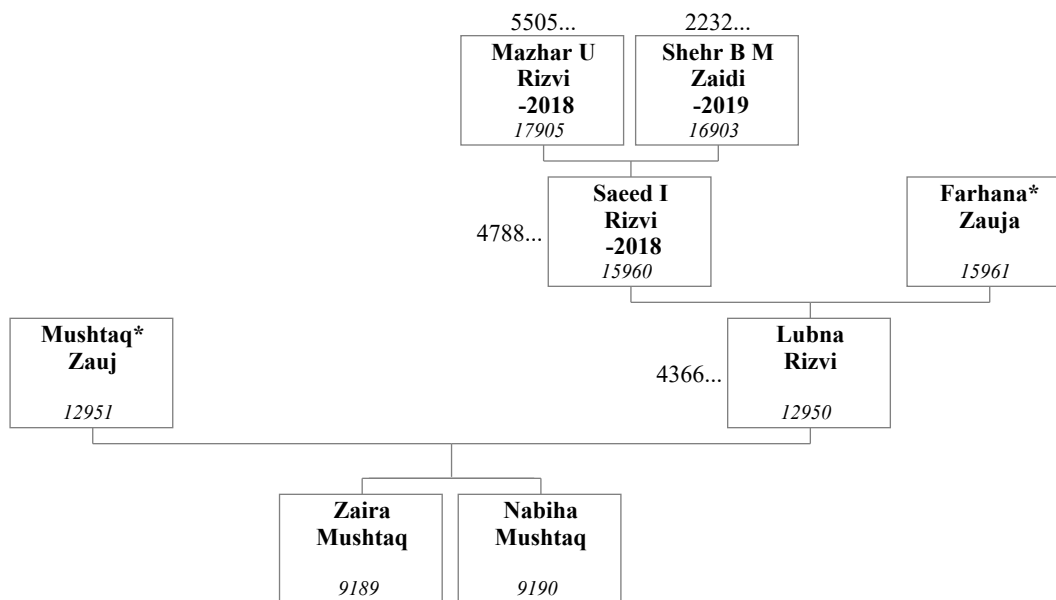 5505...
2232...
Mazhar U
Rizvi
-2018
17905
Shehr B M
Zaidi
-2019
16903
4788...
Saeed I
Rizvi
-2018
15960
Farhana*
Zauja
15961
Mushtaq*
Zauj
12951
4366...
Lubna
Rizvi
12950
Zaira
Mushtaq
9189
Nabiha
Mushtaq
9190